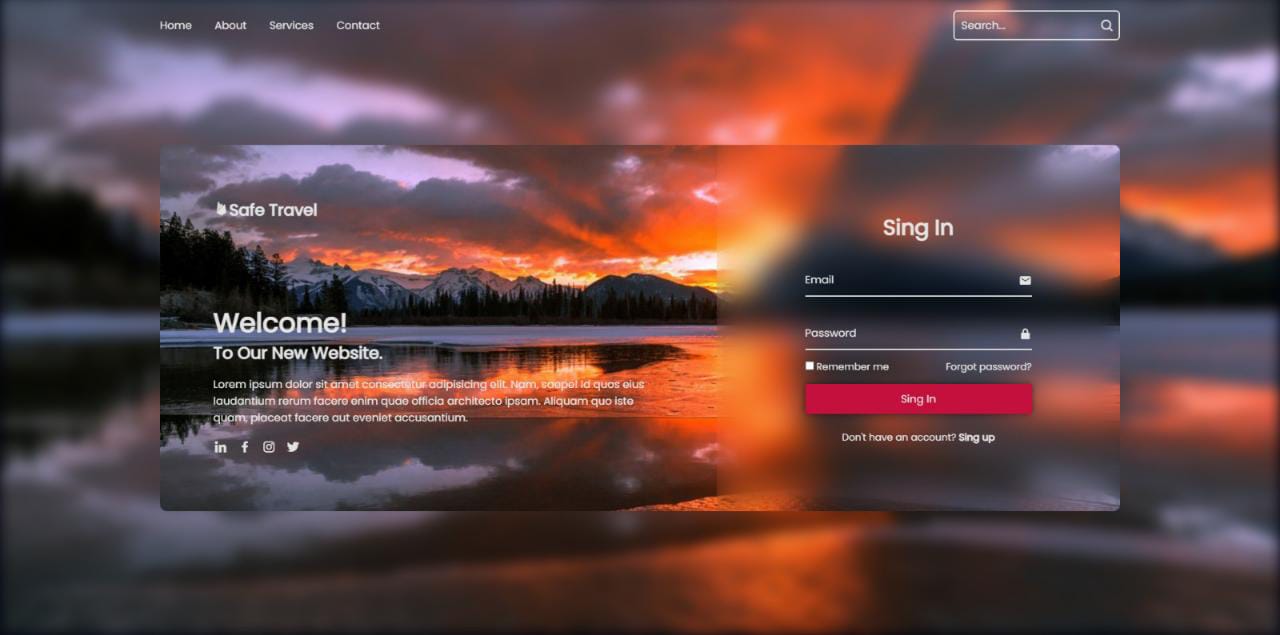 Home About Services Contact
Search...
Safe Travel
Welcome!
To Our New Website.
Lorem ipsum dolor sit amet consectetur adipisicing elit. Nam, saepei id quos eius
laudantium rerum facere enim quae officia architecto ipsam. Aliquam quo iste
quam, placeat facere aut eveniet accusantium.
Sing In
Email
Password
Remember me Forgot password?
Sing In
Don't have an account? Sing up